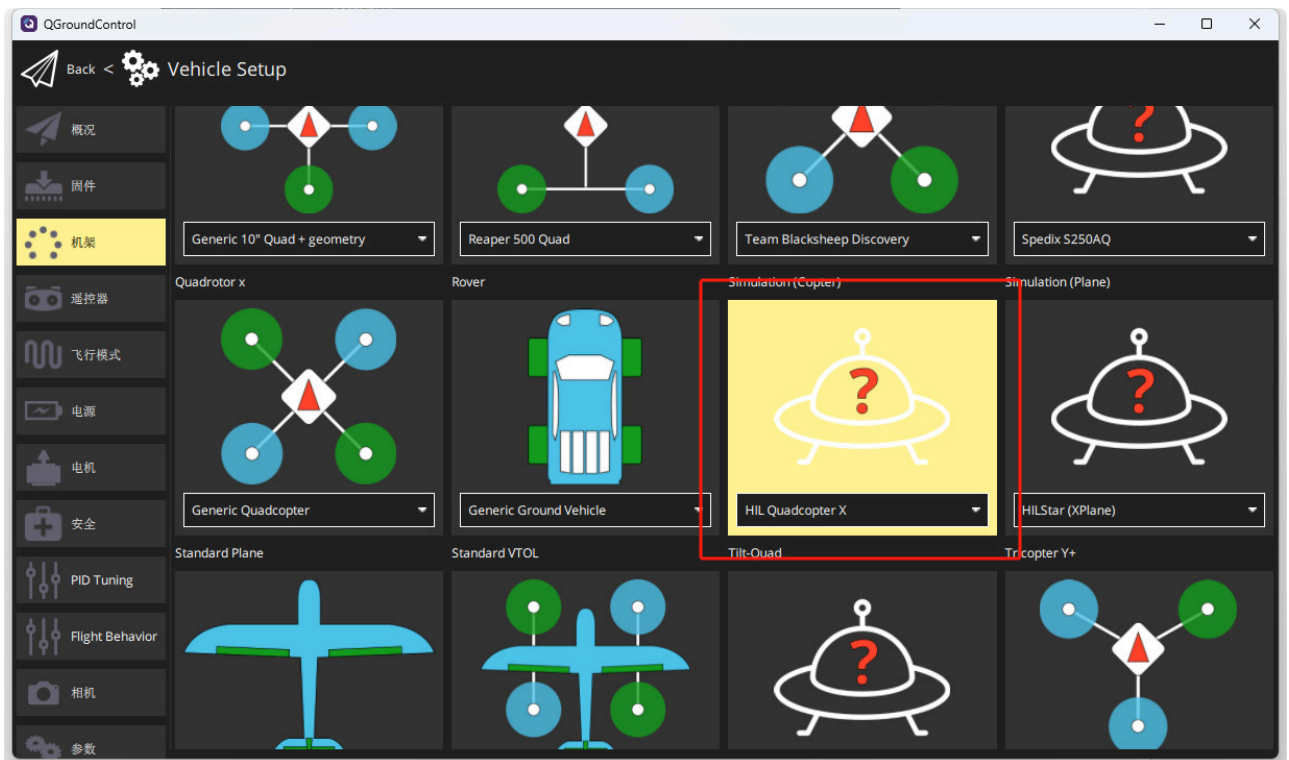 QGroundControl
Back < Vehicle Setup
概况
固件
机架
遥控器
飞行模式
电源
电机
安全
PID Tuning
Flight Behavior
相机
参数
Generic 10" Quad + geometry
Reaper 500 Quad
Team Blacksheep Discovery
? Spedix S250AQ
Quadrotor x
Rover
Simulation (Copter)
Simulation (Plane)
?
?
Generic Quadcopter
Generic Ground Vehicle
HIL Quadcopter X
HILStar (XPlane)
Standard Plane
Standard VTOL
Tilt-Quad
Tricopter Y+
?